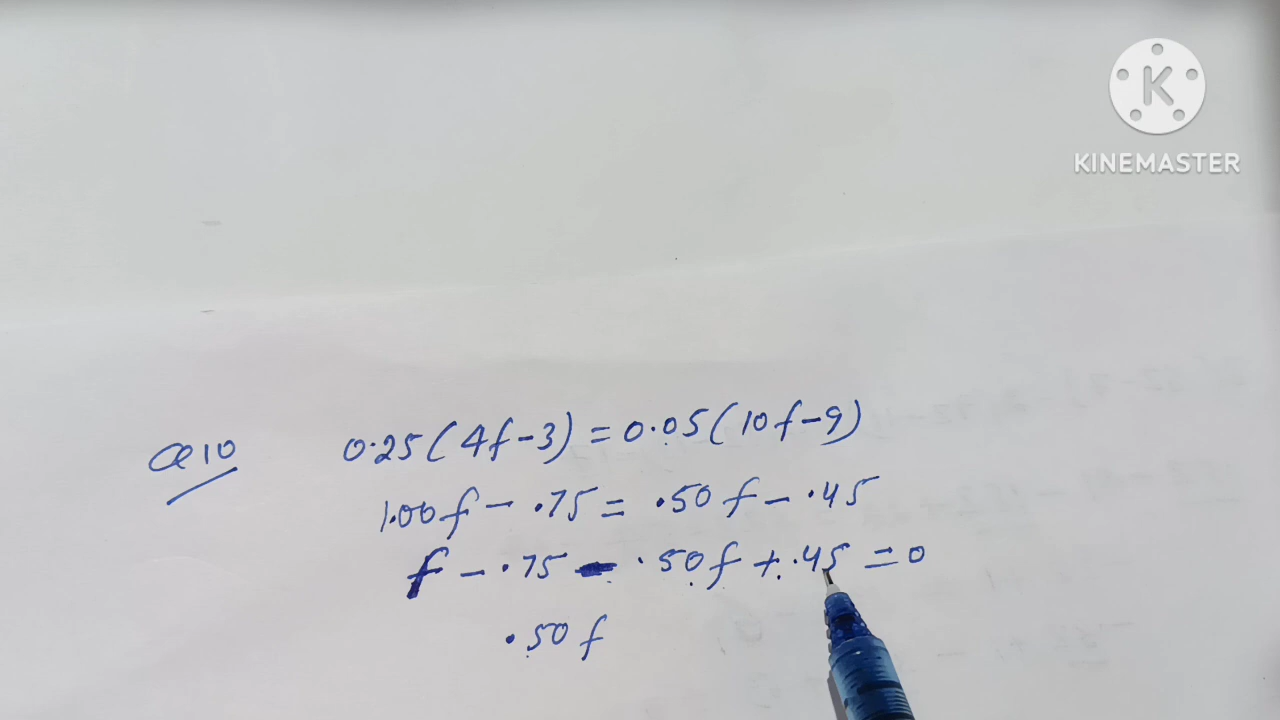 K
KINEMASTER
Q10 0.25(4f-3)=0.05(10f-9)
1.00f - .75 = .50f - .45
f - .75 - .50f + .45 = 0
.50f